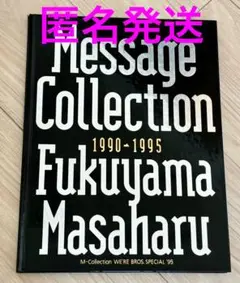 匿名発送
Message
Collection
1990-1995
Fukuyama
Masaharu
M-Collection WE'RE BROS. SPECIAL '95